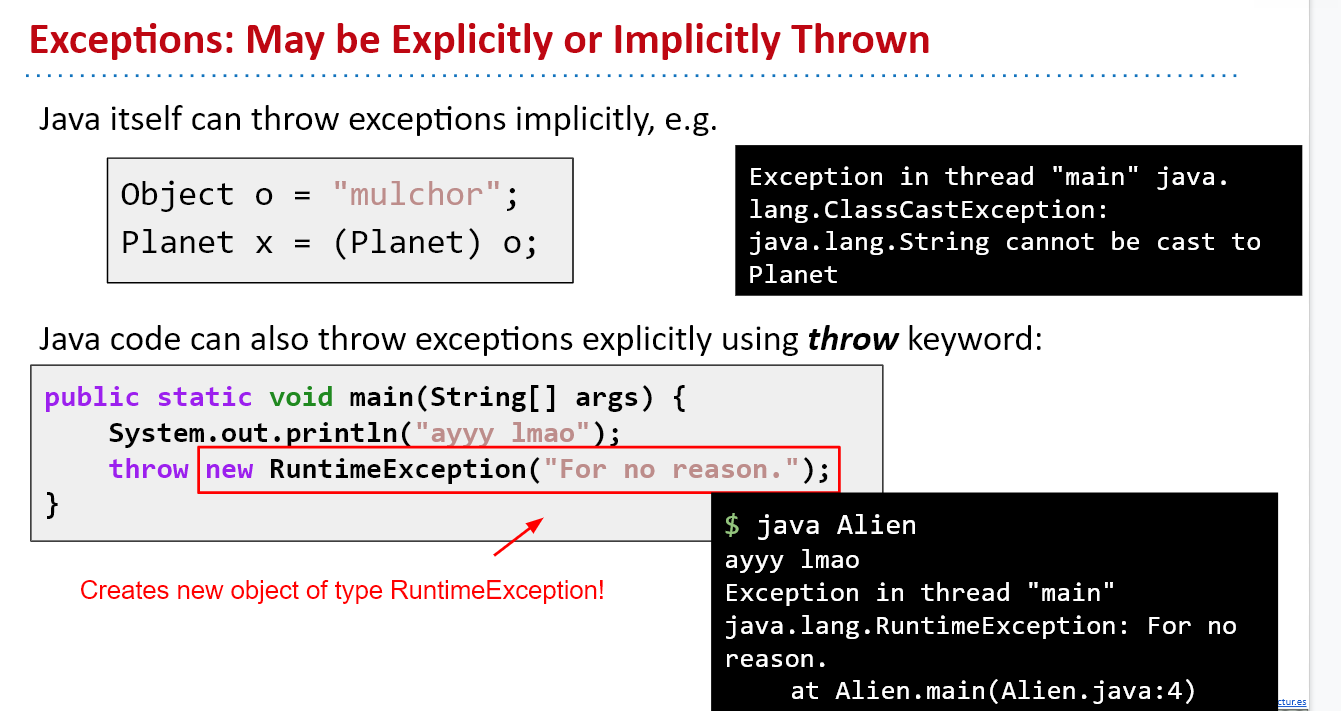 Exceptions: May be Explicitly or Implicitly Thrown
Java itself can throw exceptions implicitly, e.g.
Object o = "mulchor";
Planet x = (Planet) o;
Exception in thread "main" java.
lang.ClassCastException:
java.lang.String cannot be cast to
Planet
Java code can also throw exceptions explicitly using throw keyword:
public static void main(String[] args) {
System.out.println("ayyy lmao");
throw new RuntimeException("For no reason.");
}
Creates new object of type RuntimeException!
$ java Alien
ayyy lmao
Exception in thread "main"
java.lang.RuntimeException: For no
reason.
at Alien.main(Alien.java:4)
ctur.es